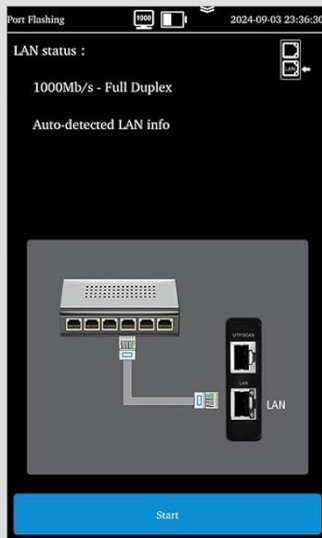 Port Flashing
1000
2024-09-03 23:36:30
LAN status :
LAN
1000Mb/s - Full Duplex
Auto-detected LAN info
UTP/SCAN
LAN
LAN
Start